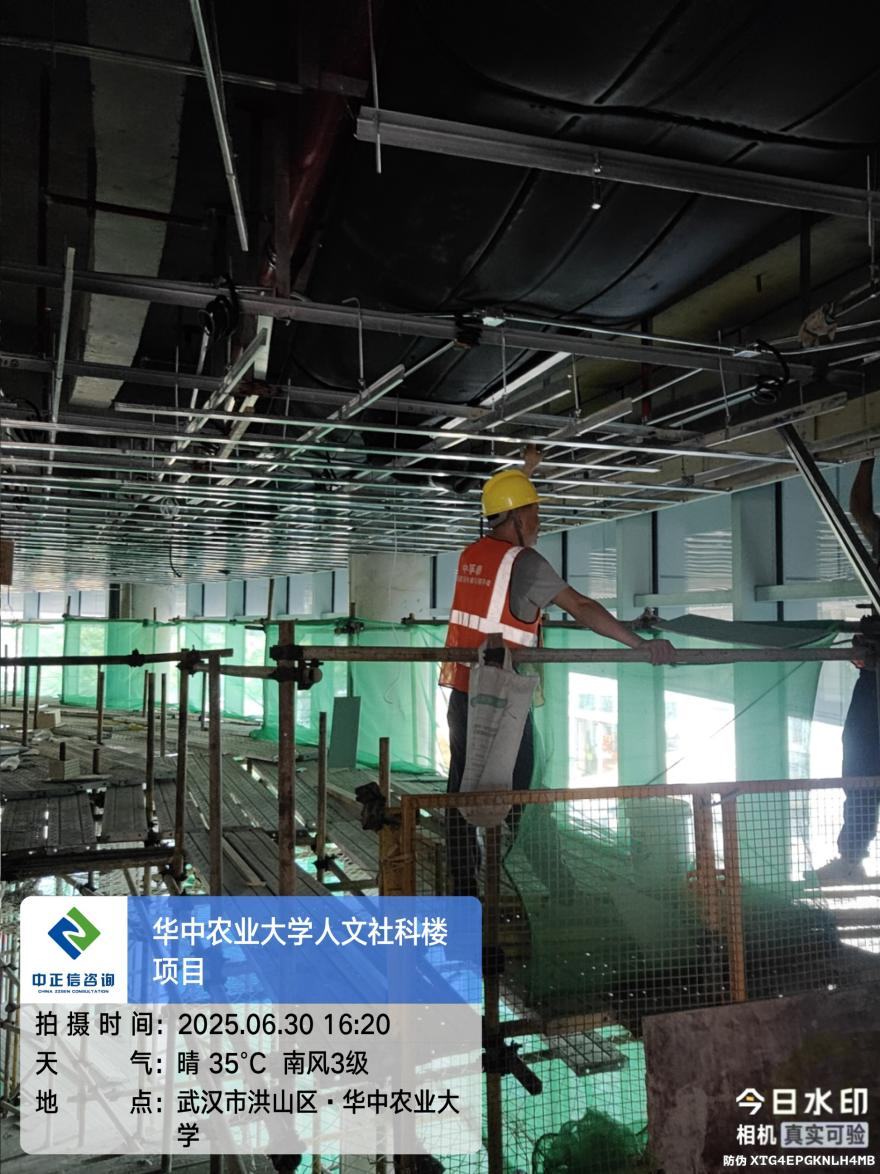 华中农业大学人文社科楼
项目
中正信咨询
CHINA ZZSEN CONSULTATION
拍摄时间：2025.06.30 16:20
天气：晴 35℃ 南风3级
地点：武汉市洪山区·华中农业大
学
今日水印
相机 真实可验
防伪 XTG4EPGKNLH4MB